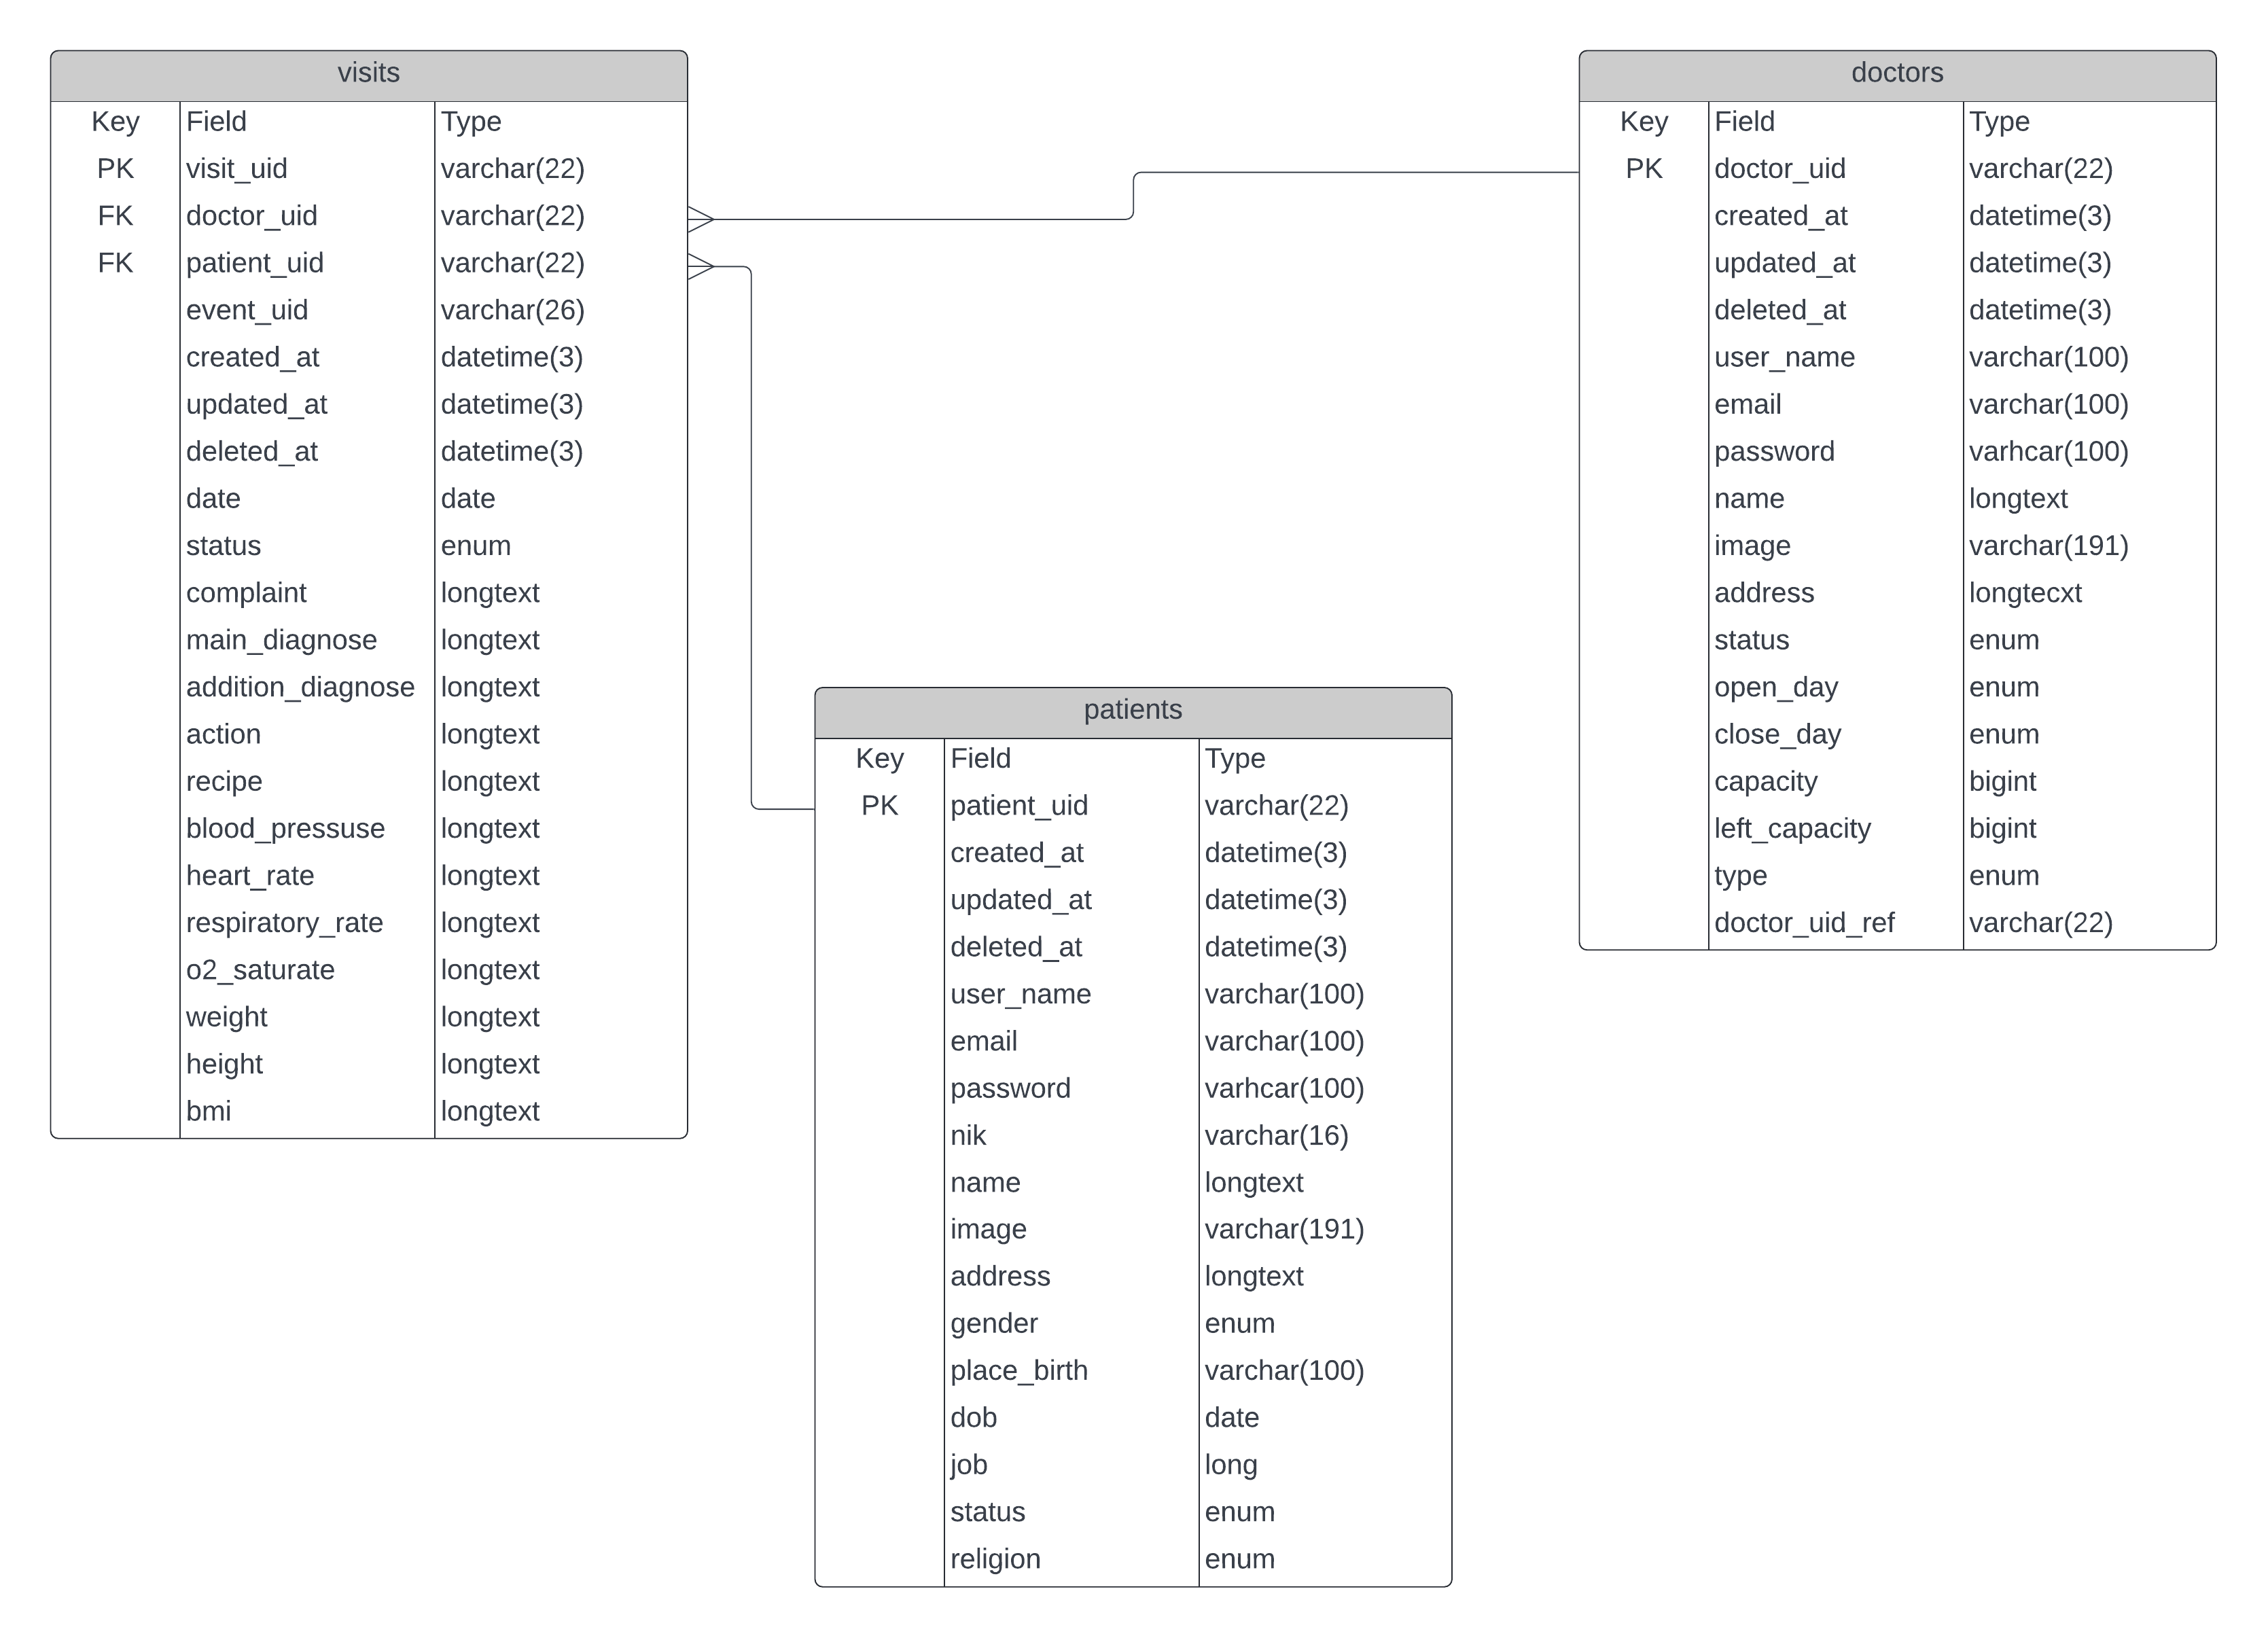 visits
Key Field Type
PK visit_uid varchar(22)
FK doctor_uid varchar(22)
FK patient_uid varchar(22)
event_uid varchar(26)
created_at datetime(3)
updated_at datetime(3)
deleted_at datetime(3)
date date
status enum
complaint longtext
main_diagnose longtext
addition_diagnose longtext
action longtext
recipe longtext
blood_pressuse longtext
heart_rate longtext
respiratory_rate longtext
o2_saturate longtext
weight longtext
height longtext
bmi longtext
doctors
Key Field Type
PK doctor_uid varchar(22)
created_at datetime(3)
updated_at datetime(3)
deleted_at datetime(3)
user_name varchar(100)
email varchar(100)
password varhcar(100)
name longtext
image varchar(191)
address longtecxt
status enum
open_day enum
close_day enum
capacity bigint
left_capacity bigint
type enum
doctor_uid_ref varchar(22)
patients
Key Field Type
PK patient_uid varchar(22)
created_at datetime(3)
updated_at datetime(3)
deleted_at datetime(3)
user_name varchar(100)
email varchar(100)
password varhcar(100)
nik varchar(16)
name longtext
image varchar(191)
address longtext
gender enum
place_birth varchar(100)
dob date
job long
status enum
religion enum